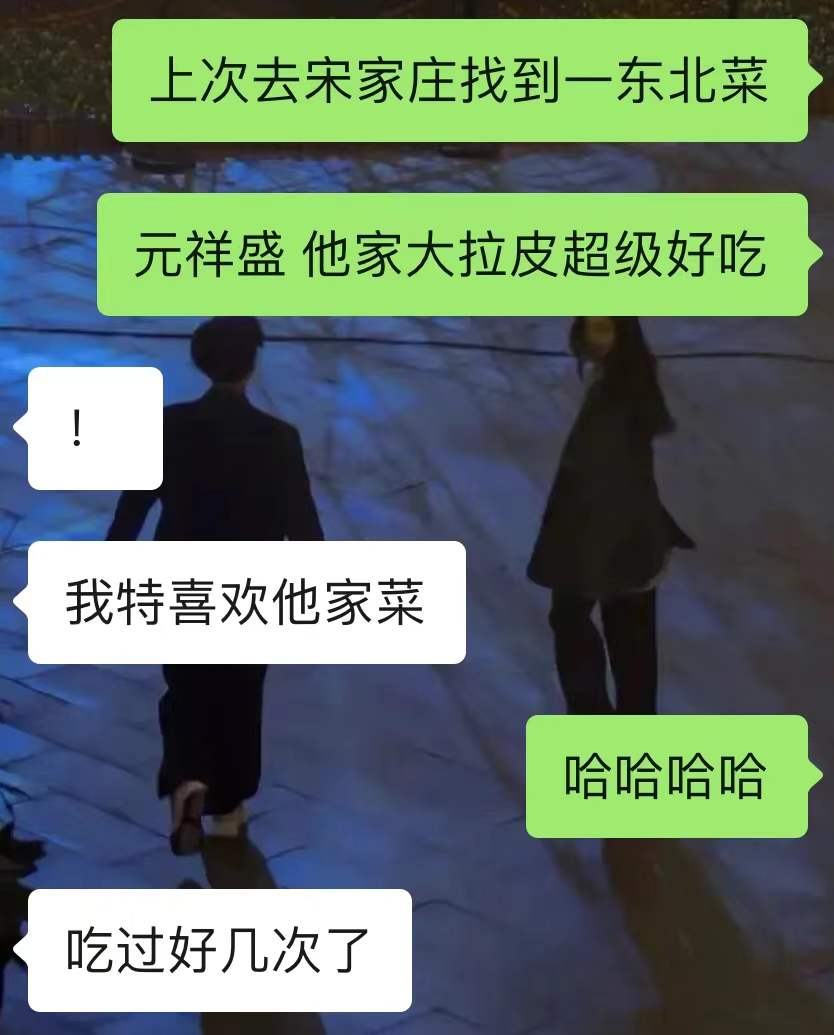 上次去宋家庄找到一东北菜
元祥盛 他家大拉皮超级好吃
！
我特喜欢他家菜
哈哈哈哈
吃过好几次了